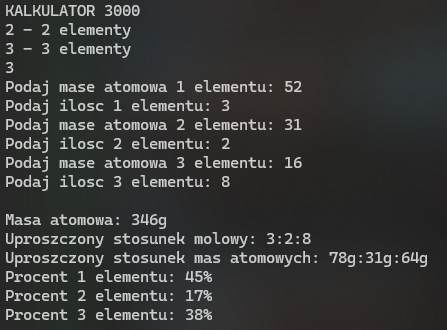 KALKULATOR 3000
2 - 2 elementy
3 - 3 elementy
3
Podaj mase atomowa 1 elementu: 52
Podaj ilosc 1 elementu: 3
Podaj mase atomowa 2 elementu: 31
Podaj ilosc 2 elementu: 2
Podaj mase atomowa 3 elementu: 16
Podaj ilosc 3 elementu: 8

Masa atomowa: 346g
Uproszczony stosunek molowy: 3:2:8
Uproszczony stosunek mas atomowych: 78g:31g:64g
Procent 1 elementu: 45%
Procent 2 elementu: 17%
Procent 3 elementu: 38%